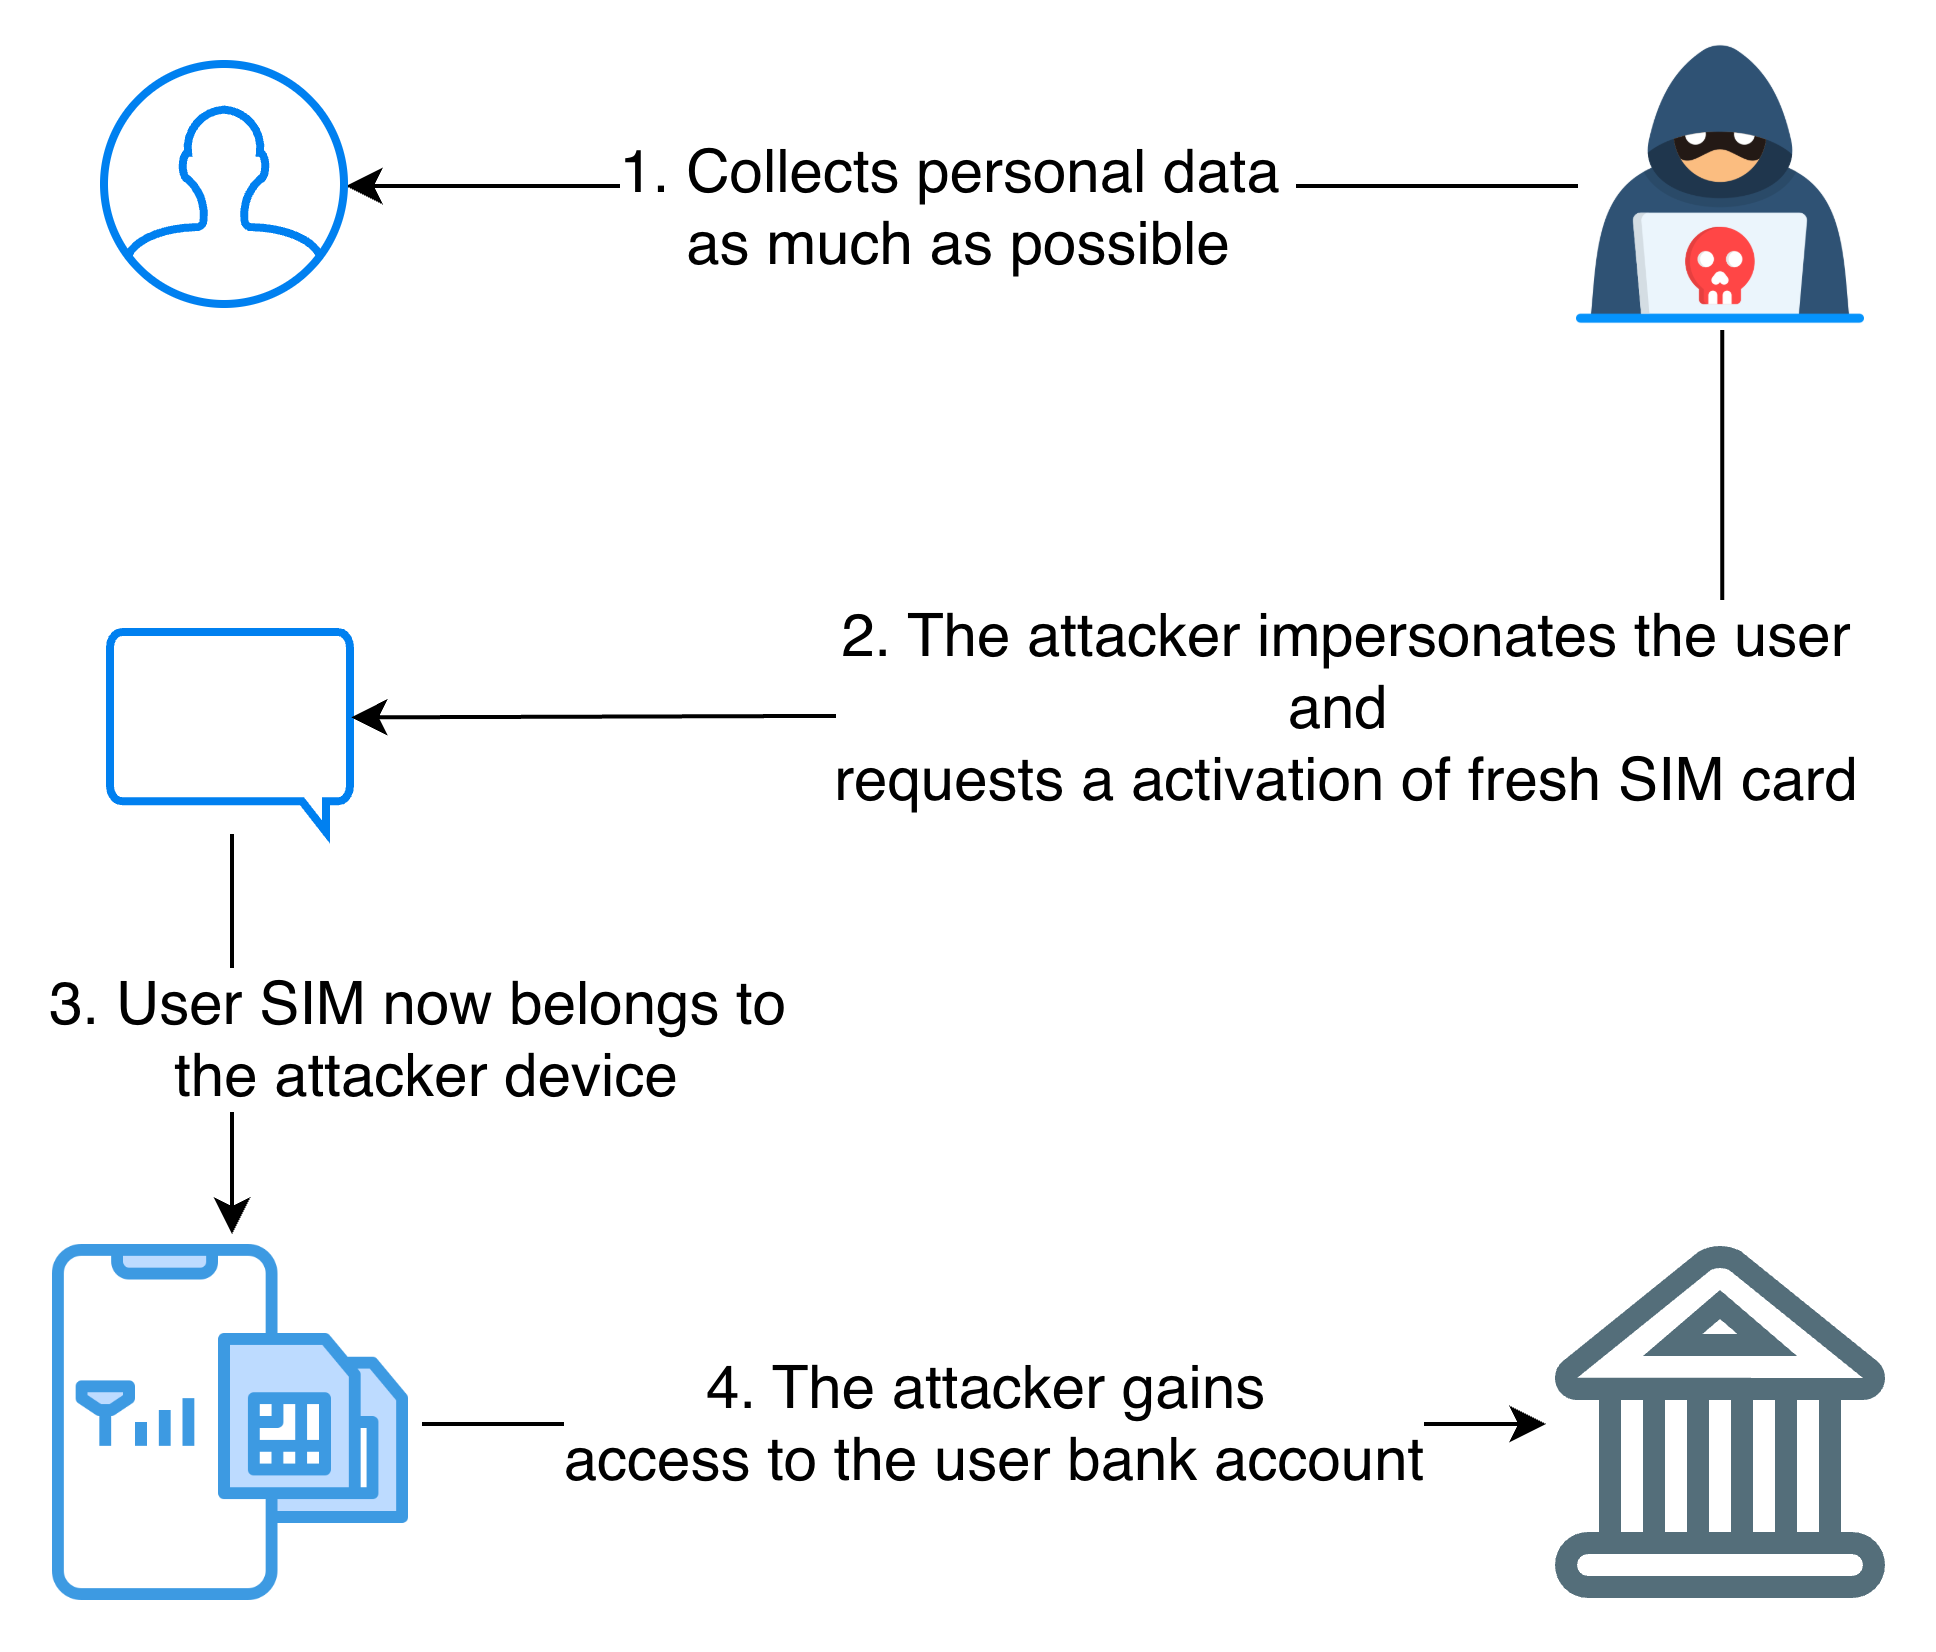 1. Collects personal data
as much as possible
2. The attacker impersonates the user
and
requests a activation of fresh SIM card
3. User SIM now belongs to
the attacker device
4. The attacker gains
access to the user bank account